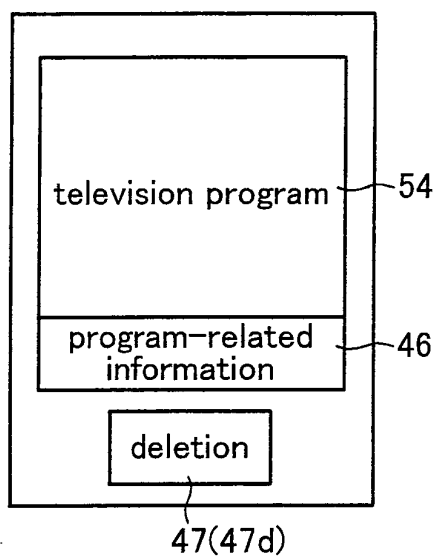 television program
54
program-related
information
46
deletion
47(47d)